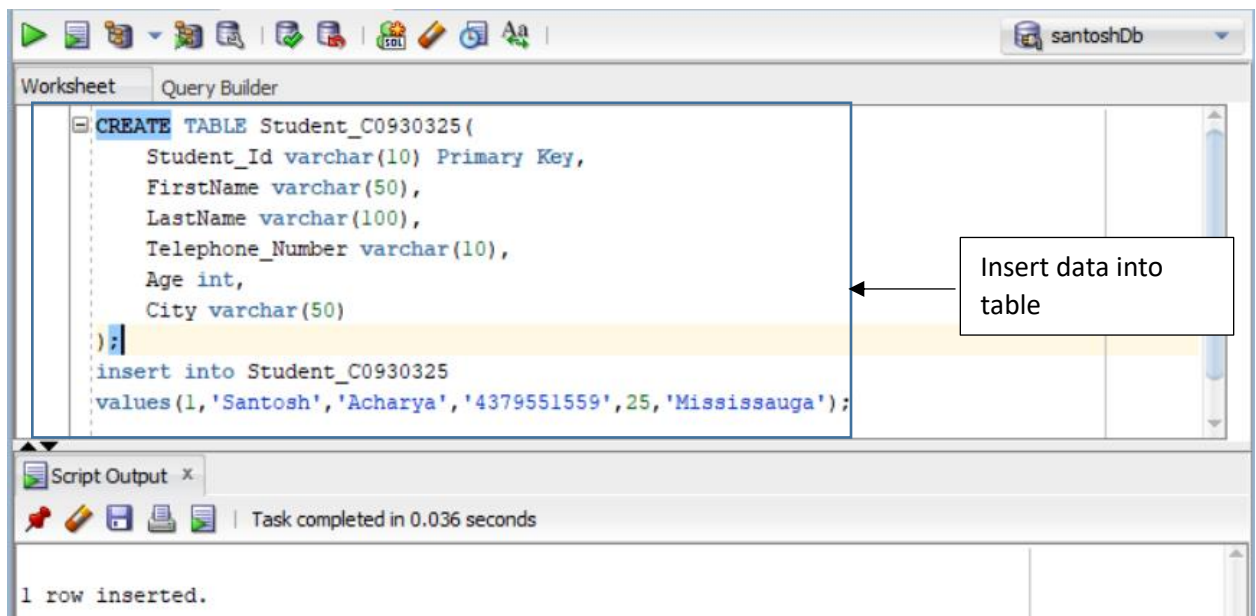 santoshDb
Worksheet Query Builder
CREATE TABLE Student_C0930325(
Student_Id varchar(10) Primary Key,
FirstName varchar(50),
LastName varchar(100),
Telephone_Number varchar(10),
Age int,
City varchar(50)
);
insert into Student_C0930325
values(1,'Santosh','Acharya','4379551559',25,'Mississauga');
Insert data into
table
Script Output x
Task completed in 0.036 seconds
1 row inserted.